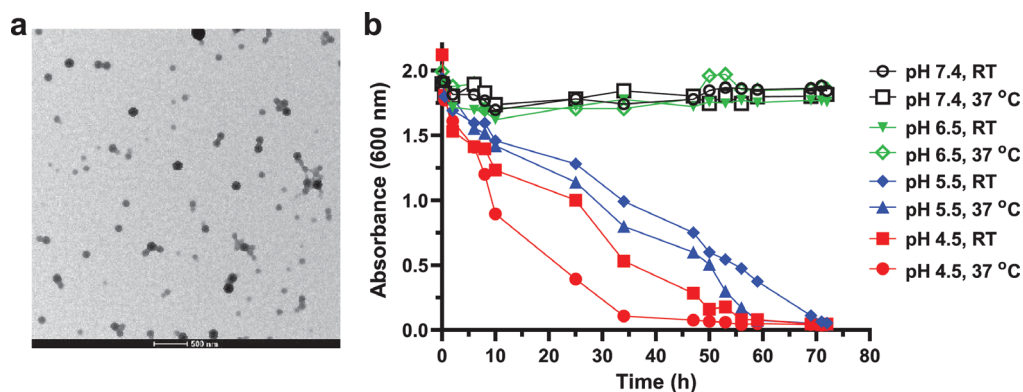 a
b
500 nm
Absorbance (600 nm)
2.0
1.5
1.0
0.5
0.0
0 10 20 30 40 50 60 70 80
Time (h)
pH 7.4, RT
pH 7.4, 37 °C
pH 6.5, RT
pH 6.5, 37 °C
pH 5.5, RT
pH 5.5, 37 °C
pH 4.5, RT
pH 4.5, 37 °C